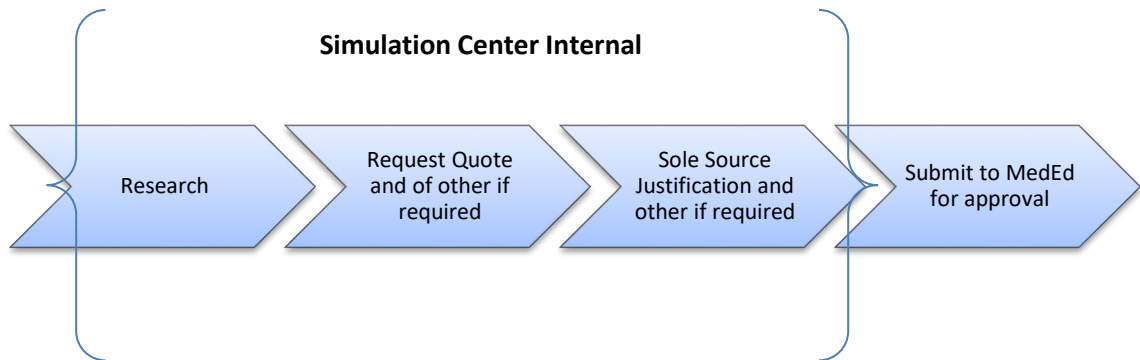 Simulation Center Internal
Research
Request Quote
and of other if
required
Sole Source
Justification and
other if required
Submit to MedEd
for approval